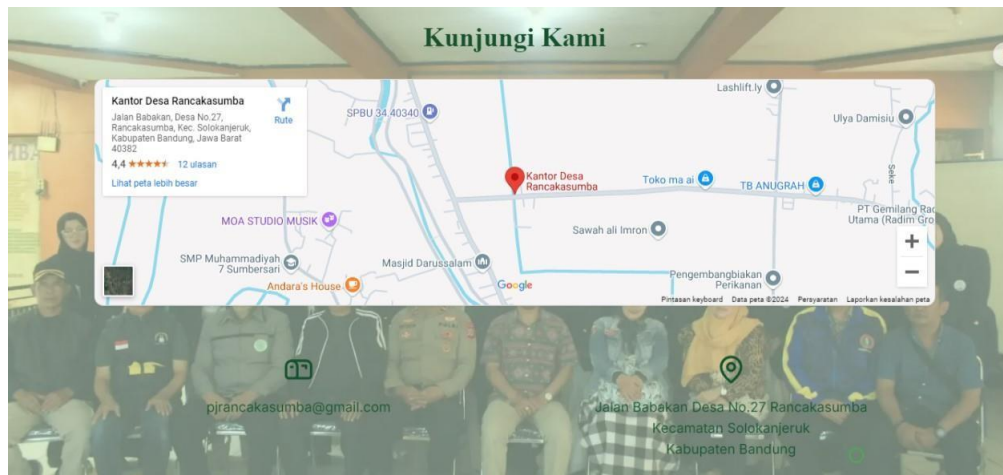 Kunjungi Kami
Kantor Desa Rancakasumba
Jalan Babakan, Desa No.27,
Rancakasumba, Kec. Solokanjeruk,
Kabupaten Bandung, Jawa Barat
40382
4,4
12 ulasan
Lihat peta lebih besar
Rute
SPBU 34 40340
Lashlift.ly
Ulya Damisiu
Kantor Desa
Rancakasumba
Toko ma ai
TB ANUGRAH
Seke
MOA STUDIO MUSIK
Sawah ali Imron
PT Gemilang
Utama (Radim
SMP Muhammadiyah
7 Sumbersari
Masjid Darussalam
Andara's House
Pengembangbiakan
Perikanan
Google
Pintasan keyboard
Data peta ©2024
Persyaratan
Laporkan kesalahan peta
pjrancakasumba@gmail.com
Jalan Babakan Desa No.27 Rancakasumba
Kecamatan Solokanjeruk
Kabupaten Bandung